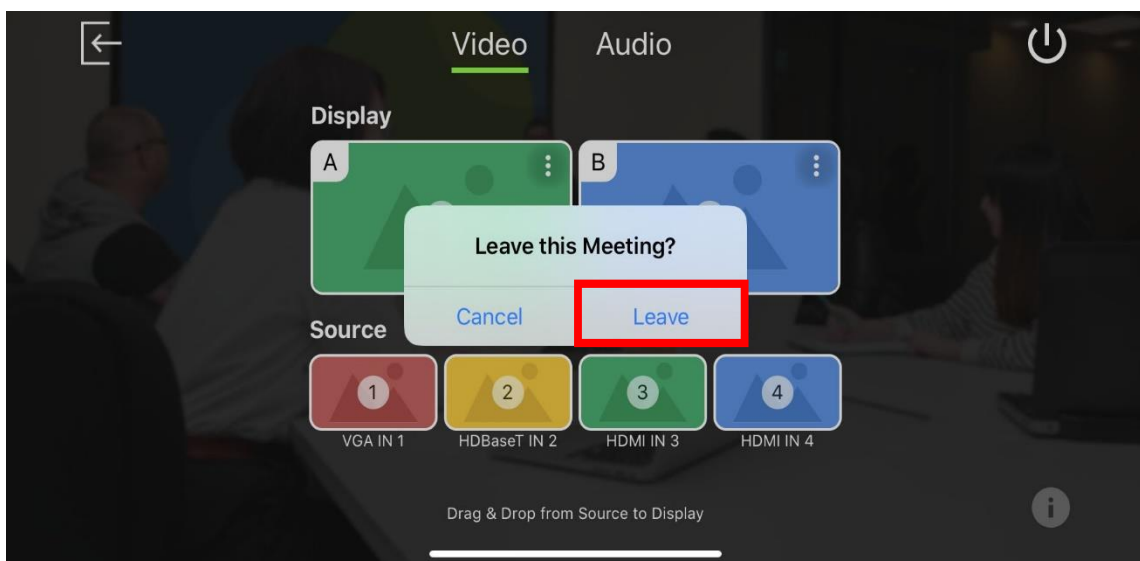 Video Audio
Display
A B
Leave this Meeting?
Cancel Leave
Source
1 2 3 4
VGA IN 1 HDBaseT IN 2 HDMI IN 3 HDMI IN 4
Drag & Drop from Source to Display
i